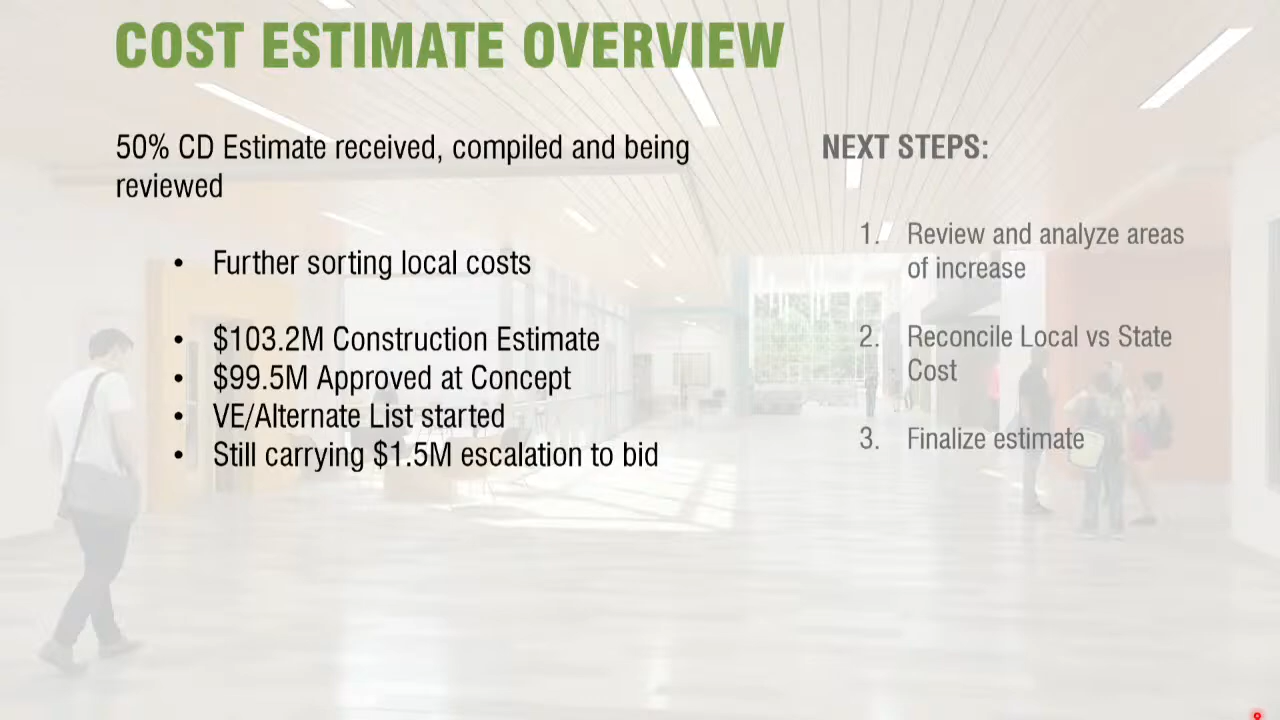 COST ESTIMATE OVERVIEW
50% CD Estimate received, compiled and being
reviewed
• Further sorting local costs
• $103.2M Construction Estimate
• $99.5M Approved at Concept
• VE/Alternate List started
• Still carrying $1.5M escalation to bid
NEXT STEPS:
1. Review and analyze areas
of increase
2. Reconcile Local vs State
Cost
3. Finalize estimate